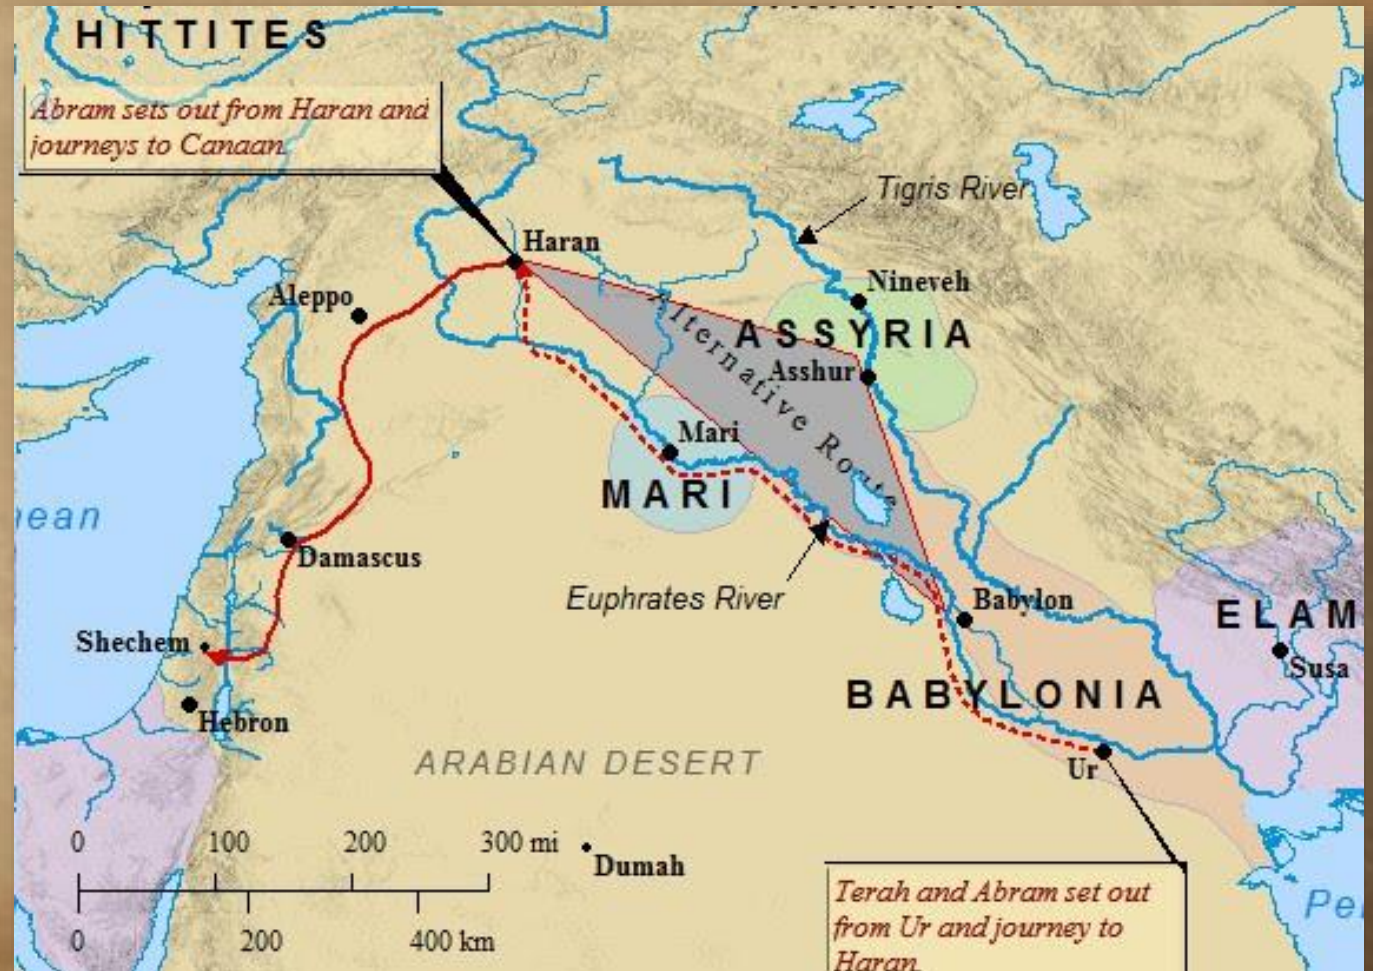 HITTITES
Abram sets out from Haran and
journeys to Canaan.
Tigris River
Haran
Nineveh
Aleppo
Alternative Route
ASSYRIA
Asshur
Mari
MARI
ean
Damascus
Euphrates River
Babylon
ELAM
Shechem
Susa
BABYLONIA
Hebron
ARABIAN DESERT
Ur
0 100 200 300 mi
Dumah
0 200 400 km
Terah and Abram set out
from Ur and journey to
Haran.
Pe